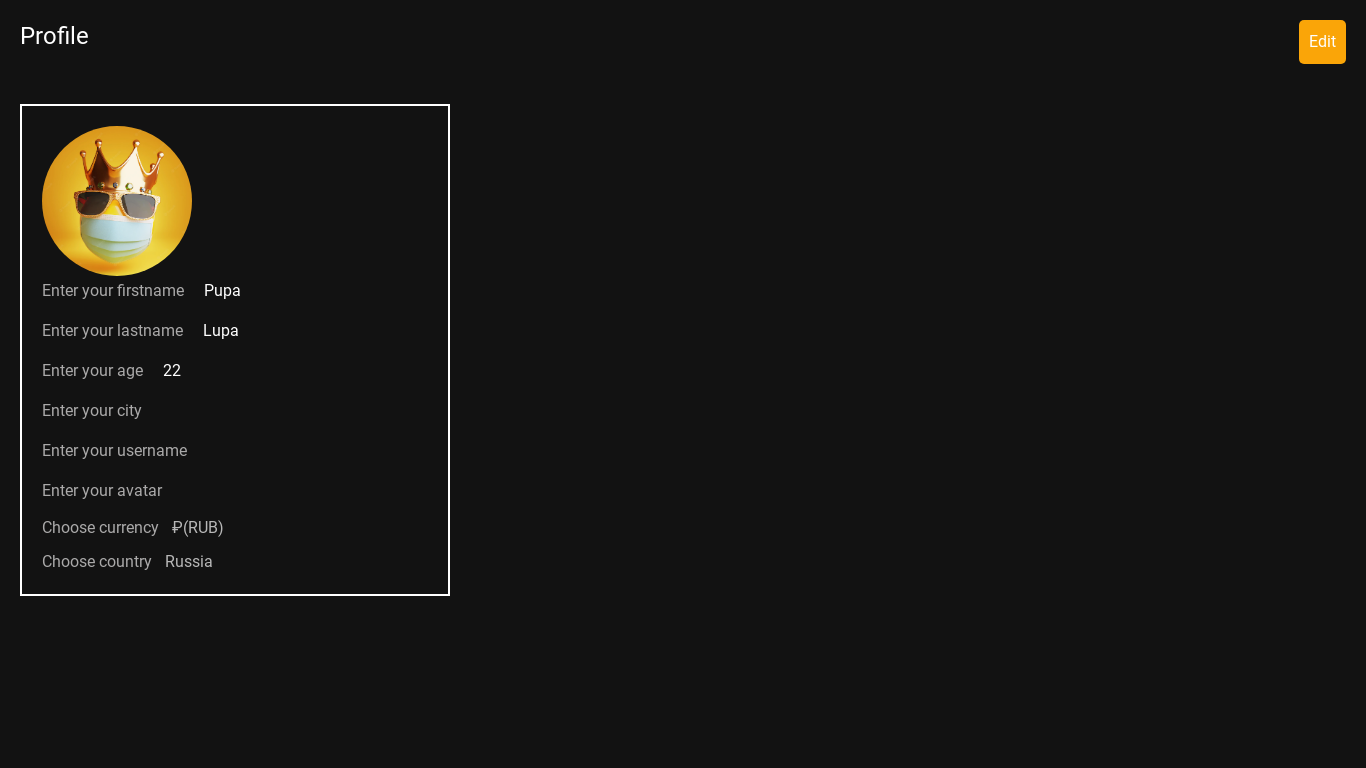 Profile
Edit
Enter your firstname Pupa
Enter your lastname Lupa
Enter your age 22
Enter your city
Enter your username
Enter your avatar
Choose currency ₽(RUB)
Choose country Russia